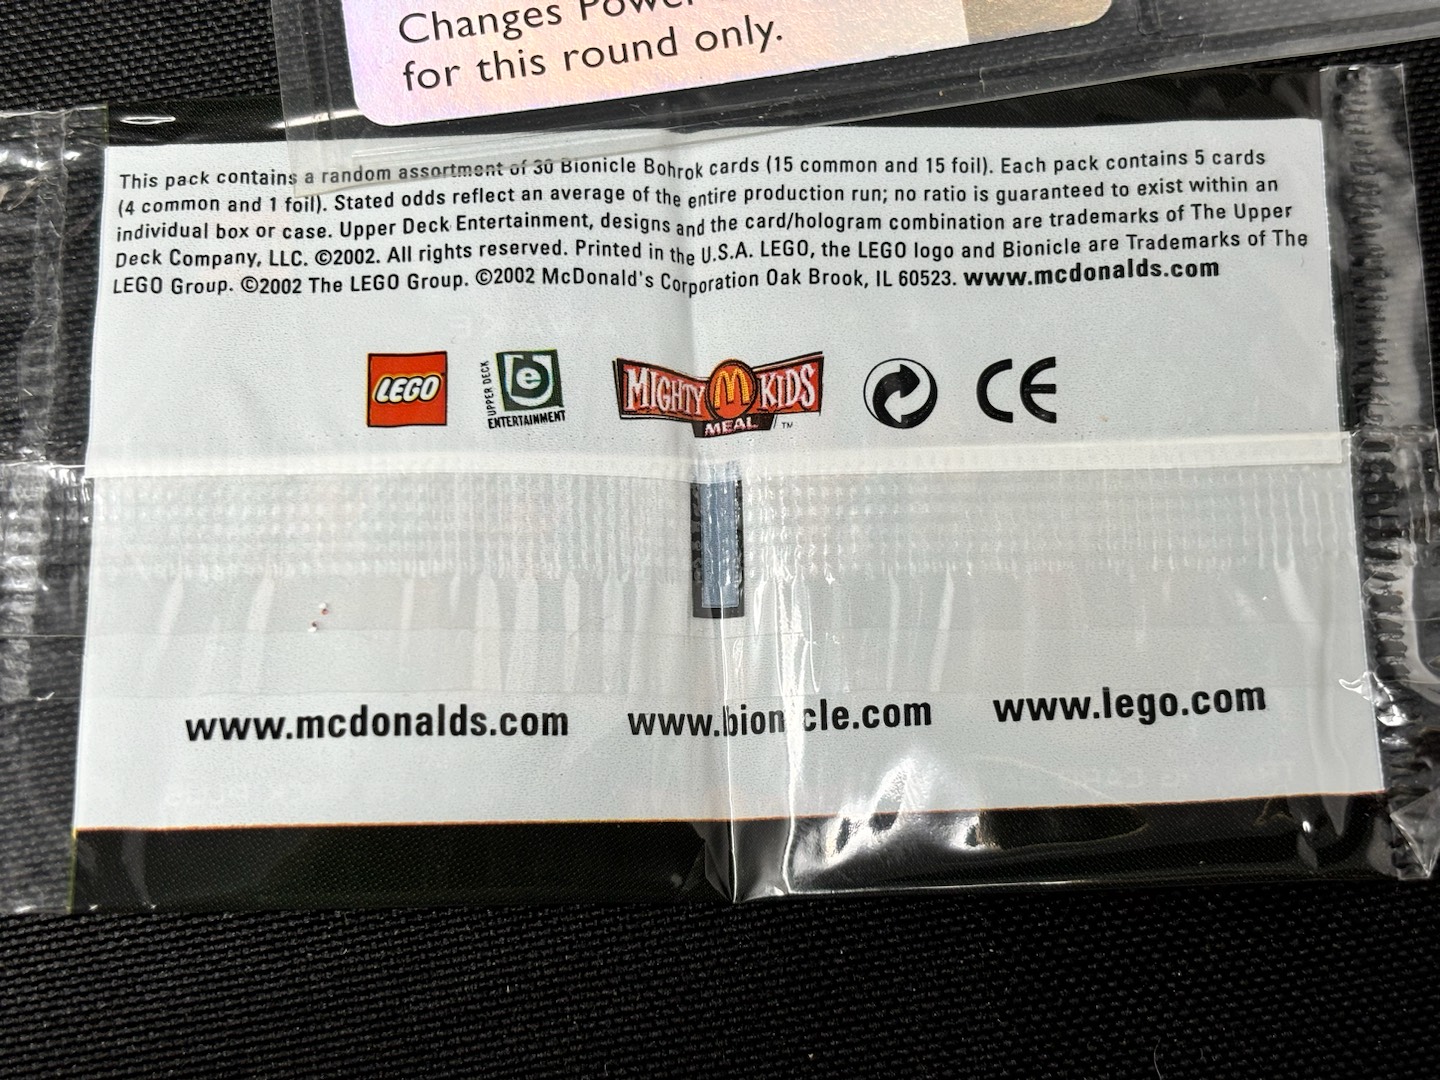 Changes Power
for this round only.
This pack contains a random assortment of 30 Bionicle Bohrok cards (15 common and 15 foil). Each pack contains 5 cards
(4 common and 1 foil). Stated odds reflect an average of the entire production run; no ratio is guaranteed to exist within an
individual box or case. Upper Deck Entertainment, designs and the card/hologram combination are trademarks of The Upper
Deck Company, LLC. ©2002. All rights reserved. Printed in the U.S.A. LEGO, the LEGO logo and Bionicle are Trademarks of The
LEGO Group. ©2002 The LEGO Group. ©2002 McDonald's Corporation Oak Brook, IL 60523. www.mcdonalds.com
LEGO
UPPER DECK
e
ENTERTAINMENT
MIGHTY M KIDS
MEAL ™
CE
www.mcdonalds.com www.bionicle.com www.lego.com